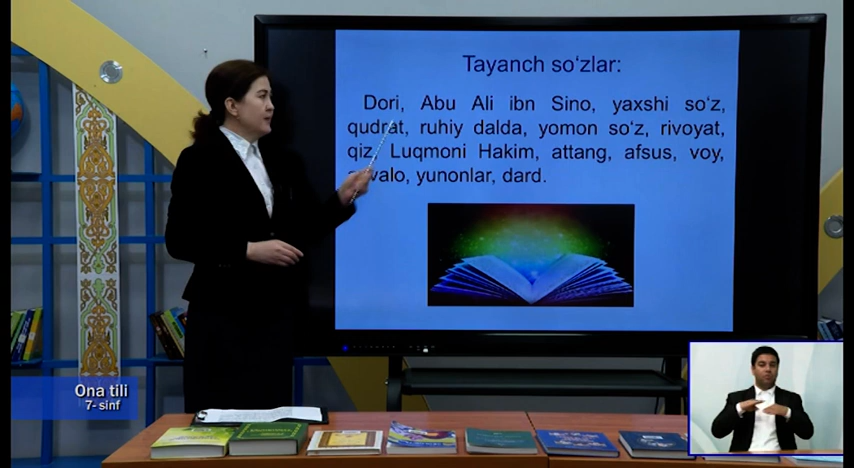 Tayanch so‘zlar:
Dori, Abu Ali ibn Sino, yaxshi so‘z,
qudrat, ruhiy dalda, yomon so‘z, rivoyat,
qiz, Luqmoni Hakim, attang, afsus, voy,
yunonlar, dard.
Ona tili
7- sinf